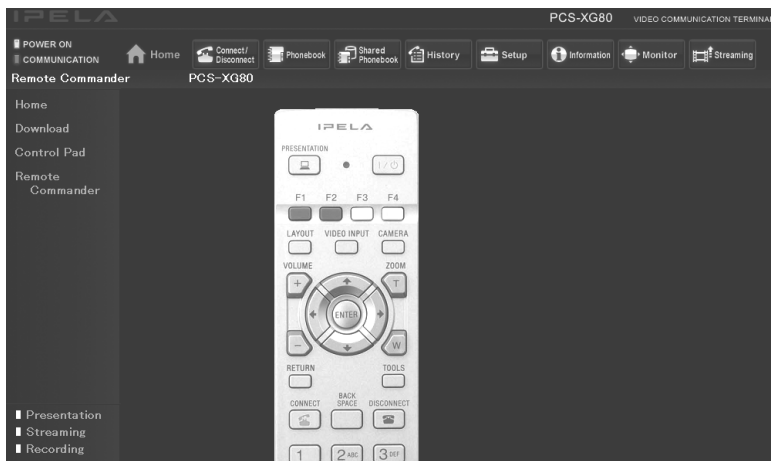 IPELA
PCS-XG80 VIDEO COMMUNICATION TERMINAL
POWER ON
COMMUNICATION
Home
Connect/
Disconnect
Phonebook
Shared
Phonebook
History
Setup
Information
Monitor
Streaming
Remote Commander PCS-XG80
Home
Download
Control Pad
Remote
Commander
IPELA
PRESENTATION
I/⏻
F1 F2 F3 F4
LAYOUT VIDEO INPUT CAMERA
VOLUME ZOOM
+ T
ENTER
- W
RETURN TOOLS
CONNECT BACK SPACE DISCONNECT
1 2 ABC 3 DEF
Presentation
Streaming
Recording